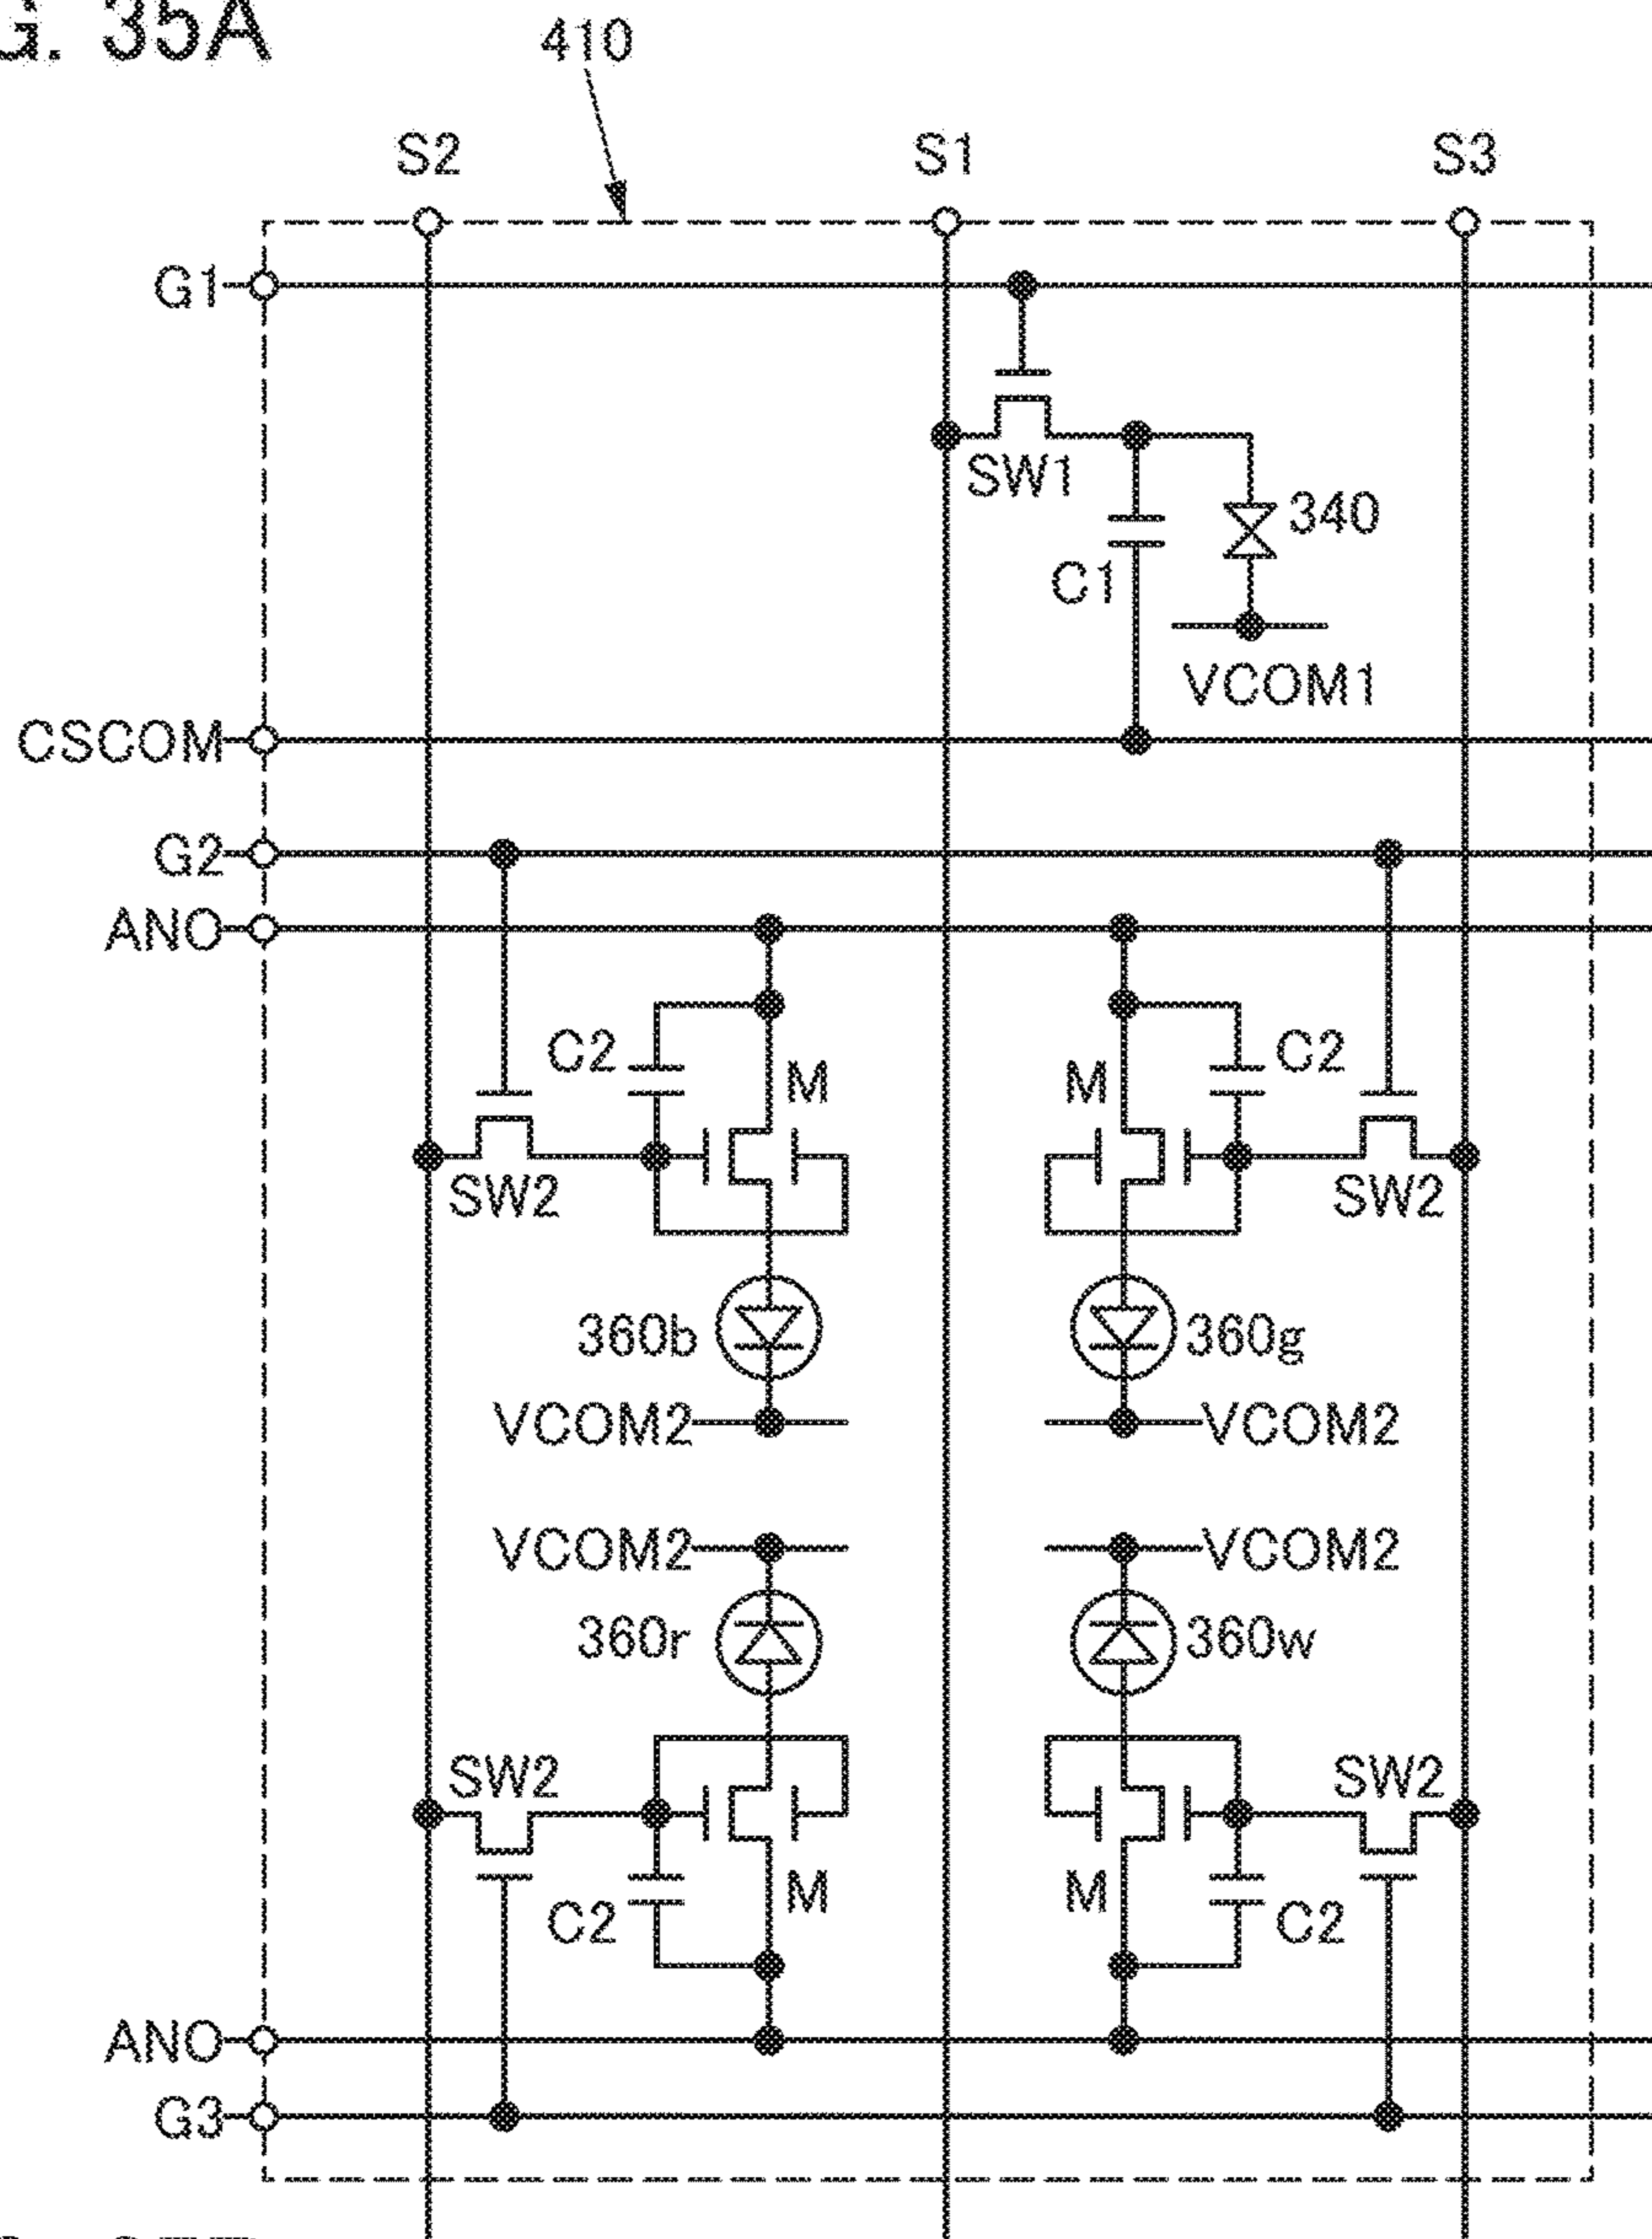 G. 35A
410
S2
S1
S3
G1
SW1
340
C1
VCOM1
CSCOM
G2
ANO
C2
M
M
C2
SW2
SW2
360b
360g
VCOM2
VCOM2
VCOM2
VCOM2
360r
360w
SW2
SW2
M
M
C2
C2
ANO
G3